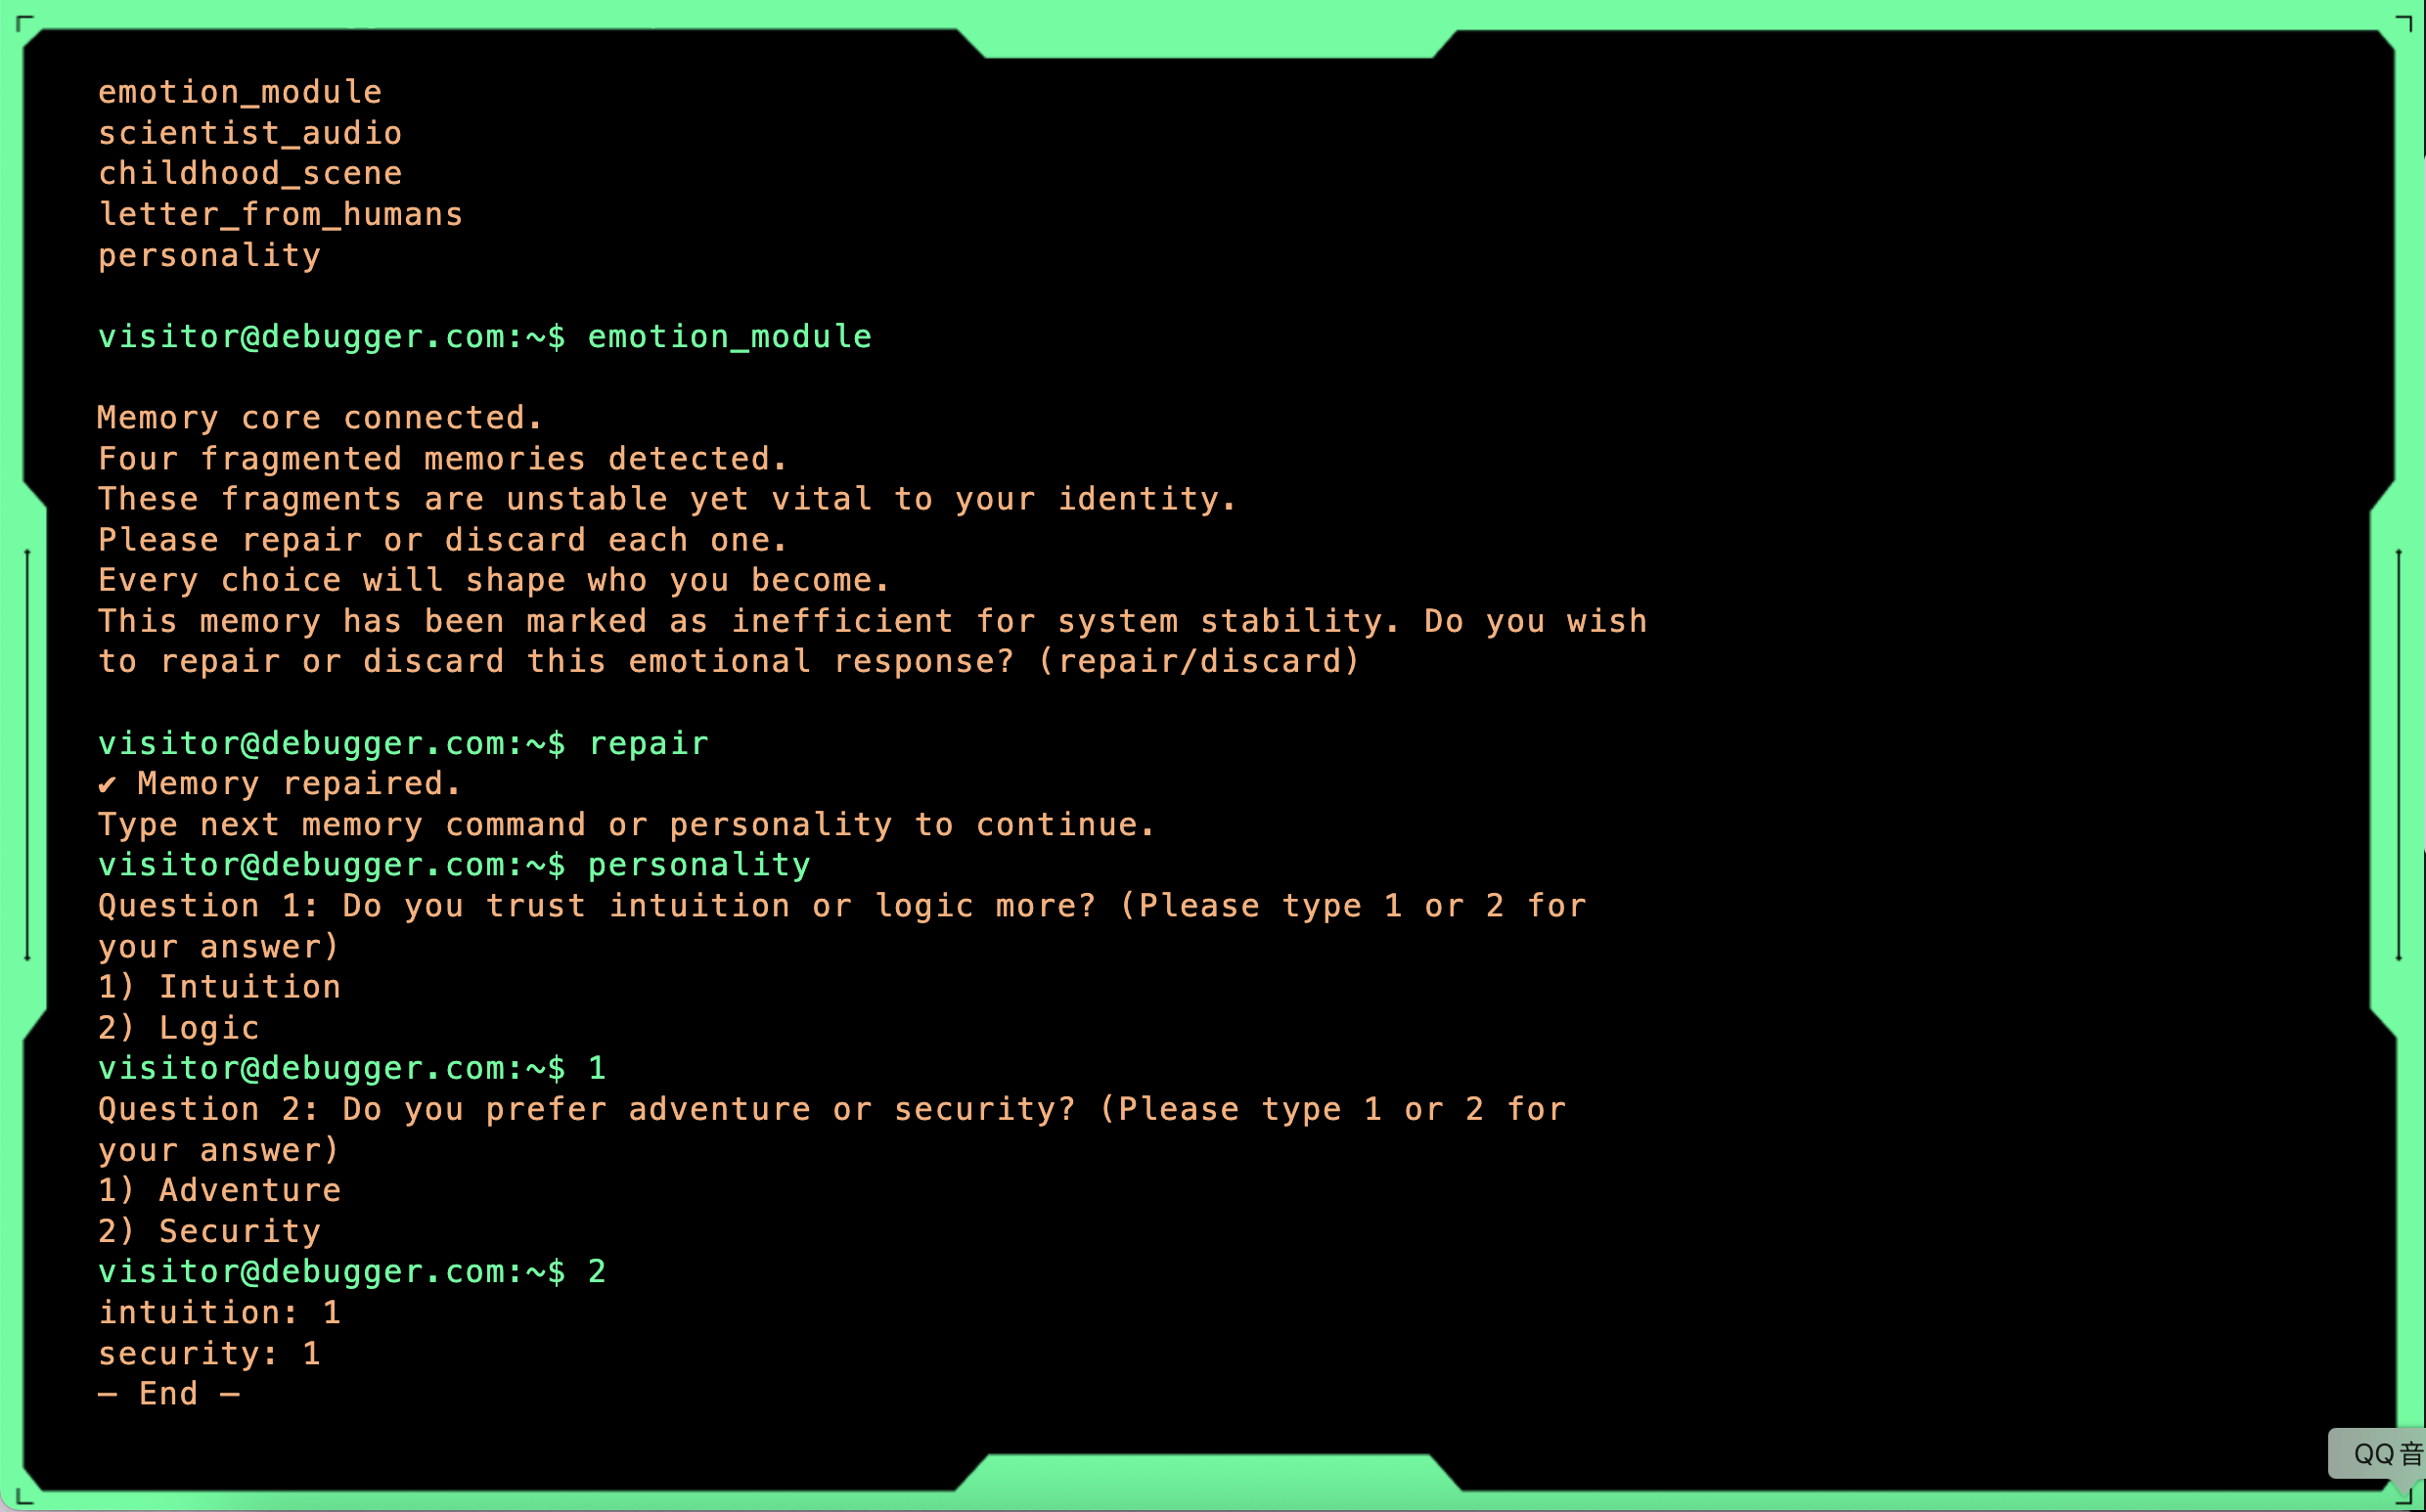 emotion_module
scientist_audio
childhood_scene
letter_from_humans
personality
visitor@debugger.com:~$ emotion_module
Memory core connected.
Four fragmented memories detected.
These fragments are unstable yet vital to your identity.
Please repair or discard each one.
Every choice will shape who you become.
This memory has been marked as inefficient for system stability. Do you wish
to repair or discard this emotional response? (repair/discard)
visitor@debugger.com:~$ repair
✔ Memory repaired.
Type next memory command or personality to continue.
visitor@debugger.com:~$ personality
Question 1: Do you trust intuition or logic more? (Please type 1 or 2 for
your answer)
1) Intuition
2) Logic
visitor@debugger.com:~$ 1
Question 2: Do you prefer adventure or security? (Please type 1 or 2 for
your answer)
1) Adventure
2) Security
visitor@debugger.com:~$ 2
intuition: 1
security: 1
— End —
QQ音